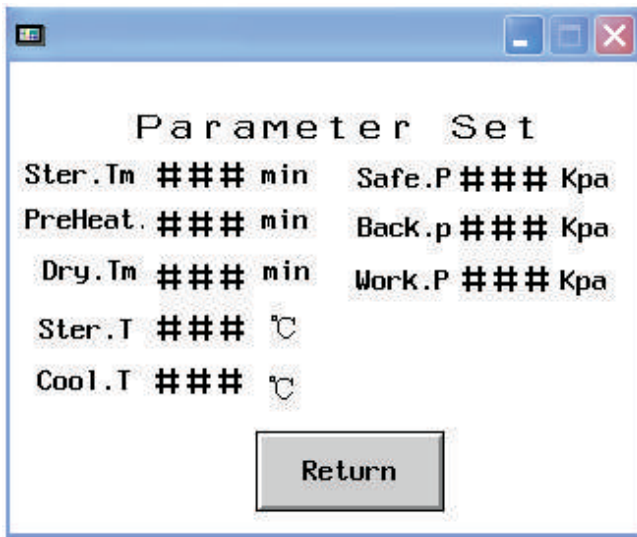 Parameter Set
Ster.Tm ### min Safe.P ### Kpa
PreHeat. ### min Back.p ### Kpa
Dry.Tm ### min Work.P ### Kpa
Ster.T ### ℃
Cool.T ### ℃
Return